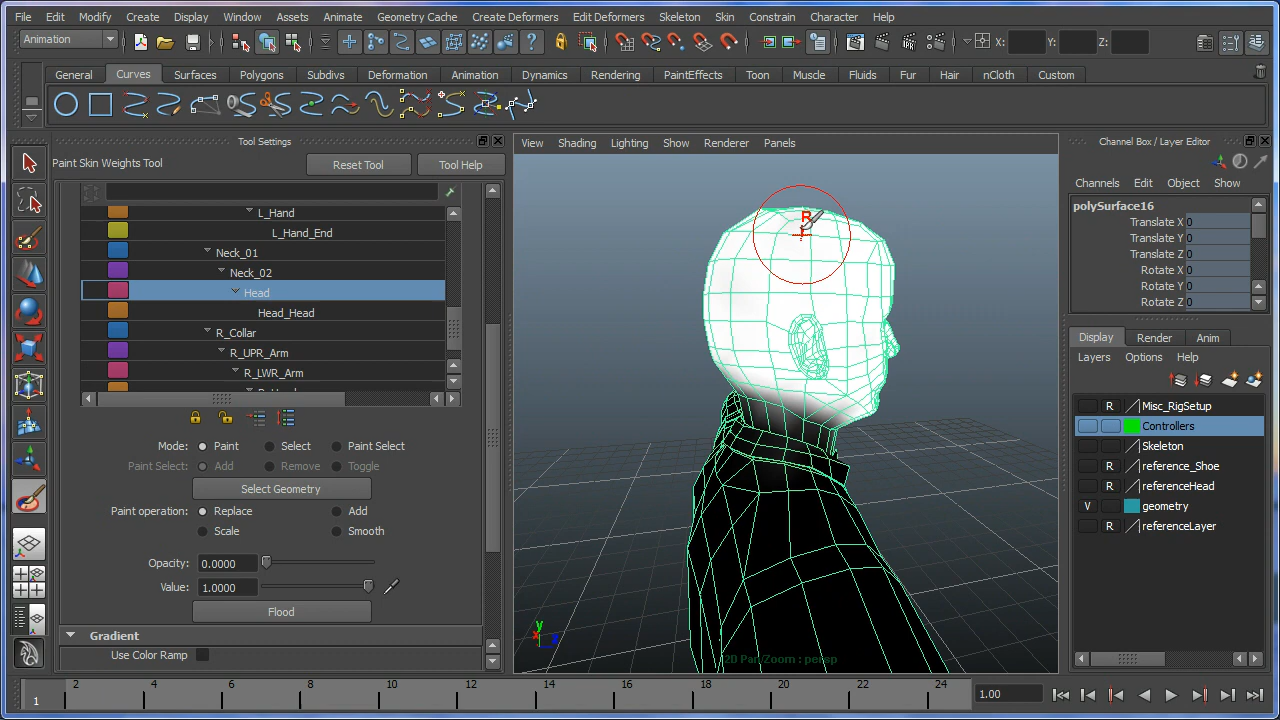 File Edit Modify Create Display Window Assets Animate Geometry Cache Create Deformers Edit Deformers Skeleton Skin Constrain Character Help
Animation X: Y: Z:
General Curves Surfaces Polygons Subdivs Deformation Animation Dynamics Rendering PaintEffects Toon Muscle Fluids Fur Hair nCloth Custom
Tool Settings
Paint Skin Weights Tool Reset Tool Tool Help
L_Hand
L_Hand_End
Neck_01
Neck_02
Head
Head_Head
R_Collar
R_UPR_Arm
R_LWR_Arm
Mode: Paint Select Paint Select
Paint Select: Add Remove Toggle
Select Geometry
Paint operation: Replace Add
Scale Smooth
Opacity: 0.0000
Value: 1.0000
Flood
Gradient
Use Color Ramp
View Shading Lighting Show Renderer Panels
R
y
x
2D Pan/Zoom : persp
Channel Box / Layer Editor
Channels Edit Object Show
polySurface16
Translate X 0
Translate Y 0
Translate Z 0
Rotate X 0
Rotate Y 0
Rotate Z 0
Display Render Anim
Layers Options Help
R Misc_RigSetup
Controllers
Skeleton
R reference_Shoe
R referenceHead
V geometry
R referenceLayer
1 2 4 6 8 10 12 14 16 18 20 22 24 1.00